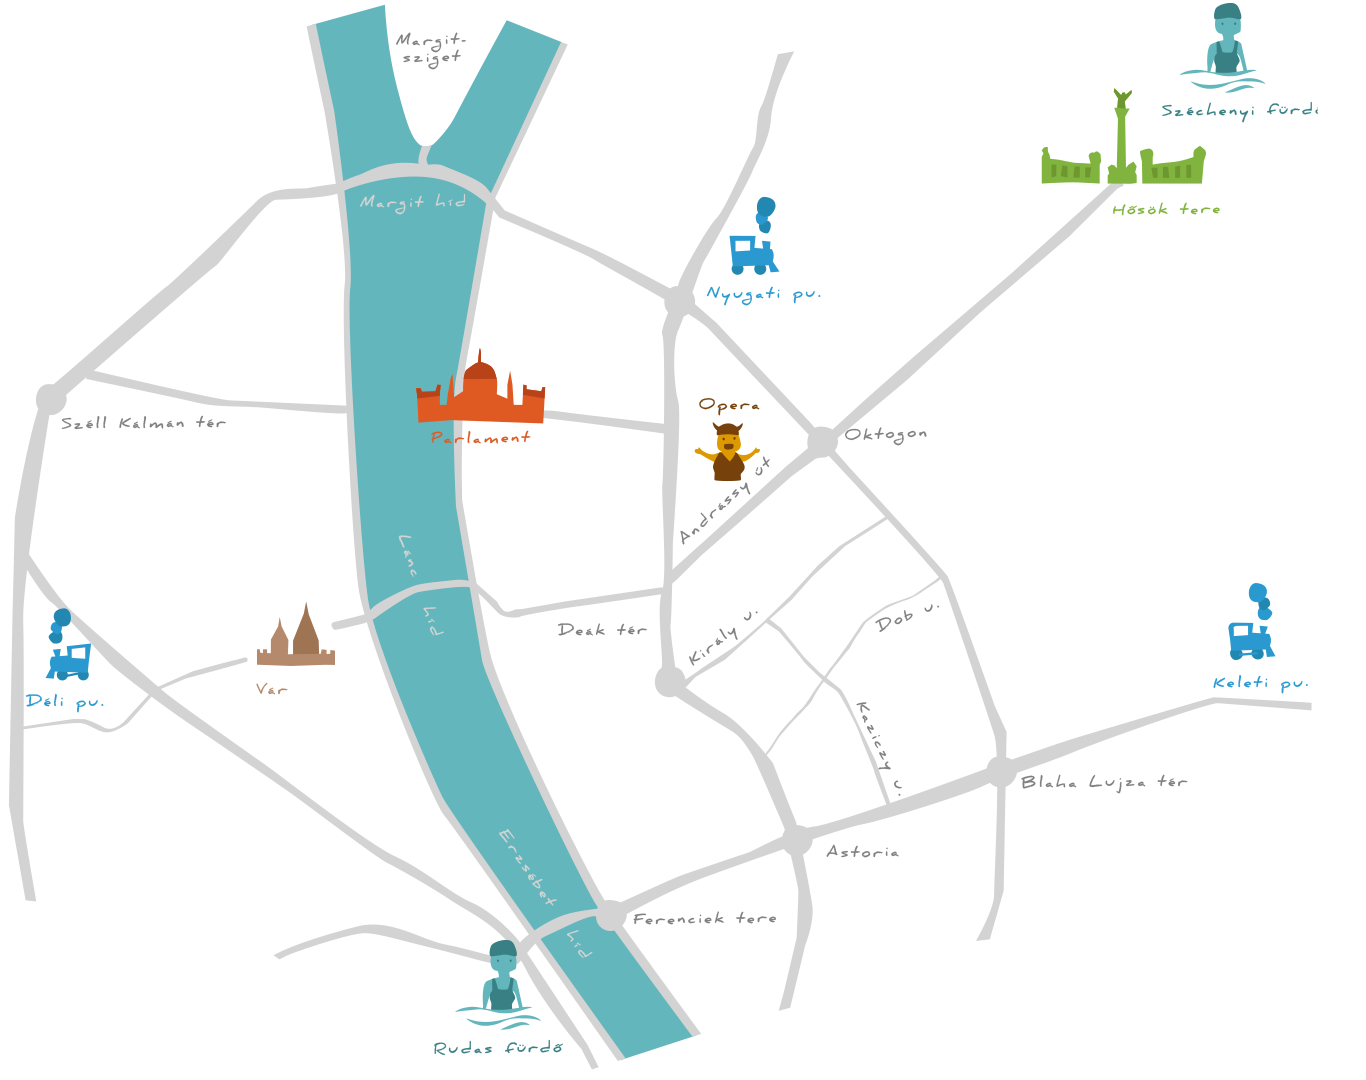 Margit-
sziget
Széchenyi fürd
Margit híd
Hősök tere
Nyugati pu.
Opera
Széll Kálmán tér
Parlament
Oktogon
Andrássy út
Lánc
híd
Deák tér
Király u.
Dob u.
Vár
Déli pu.
Keleti pu.
Kaziczy u.
Blaha Lujza tér
Astoria
Erzsébet
híd
Ferenciek tere
Rudas fürdő